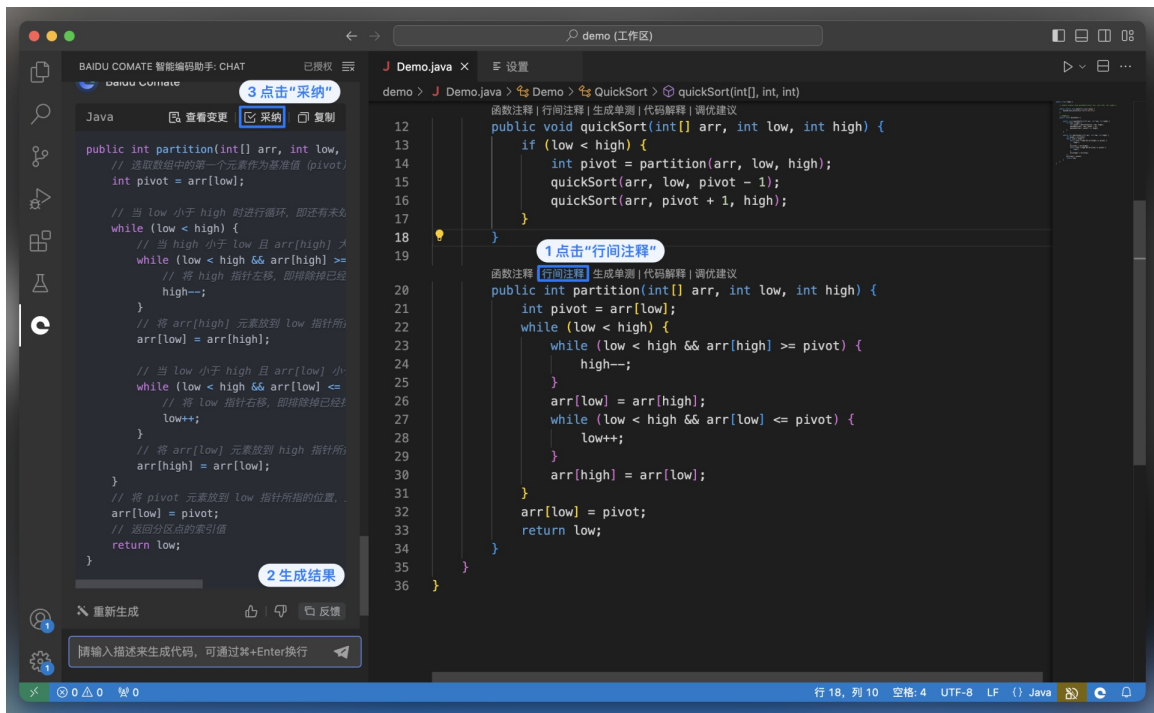 demo (工作区)
BAIDU COMATE 智能编码助手: CHAT
已授权
Baidu Comate
3 点击“采纳”
Java
查看变更
采纳
复制
public int partition(int[] arr, int low,
// 选取数组中的第一个元素作为基准值 (pivot)
int pivot = arr[low];
// 当 low 小于 high 时进行循环，即还有未处
while (low < high) {
// 当 high 小于 low 且 arr[high] 大
while (low < high && arr[high] >=
// 将 high 指针左移，即排除掉已经
high--;
}
// 将 arr[high] 元素放到 low 指针所
arr[low] = arr[high];
// 当 low 小于 high 且 arr[low] 小
while (low < high && arr[low] <=
// 将 low 指针右移，即排除掉已经
low++;
}
// 将 arr[low] 元素放到 high 指针所
arr[high] = arr[low];
}
// 将 pivot 元素放到 low 指针所指的位置，
arr[low] = pivot;
// 返回分区点的索引值
return low;
}
2 生成结果
重新生成
反馈
请输入描述来生成代码，可通过⌘+Enter换行
J Demo.java ×
设置
demo > J Demo.java > Demo > QuickSort > quickSort(int[], int, int)
函数注释 | 行间注释 | 生成单测 | 代码解释 | 调优建议
12 public void quickSort(int[] arr, int low, int high) {
13 if (low < high) {
14 int pivot = partition(arr, low, high);
15 quickSort(arr, low, pivot - 1);
16 quickSort(arr, pivot + 1, high);
17 }
18 }
1 点击“行间注释”
19
函数注释 | 行间注释 | 生成单测 | 代码解释 | 调优建议
20 public int partition(int[] arr, int low, int high) {
21 int pivot = arr[low];
22 while (low < high) {
23 while (low < high && arr[high] >= pivot) {
24 high--;
25 }
26 arr[low] = arr[high];
27 while (low < high && arr[low] <= pivot) {
28 low++;
29 }
30 arr[high] = arr[low];
31 }
32 arr[low] = pivot;
33 return low;
34 }
35 }
36 }
1
1
0 0 0
行 18，列 10 空格: 4 UTF-8 LF {} Java